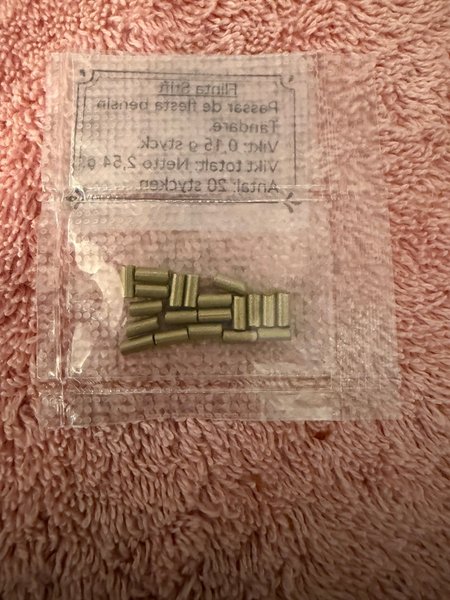 Flinta Stift
Passar de flesta bensin
Tändare.
Vikt: 0,15 g styck.
Vikt totalt: Netto 2,54 g.
Antal: 20 stycken